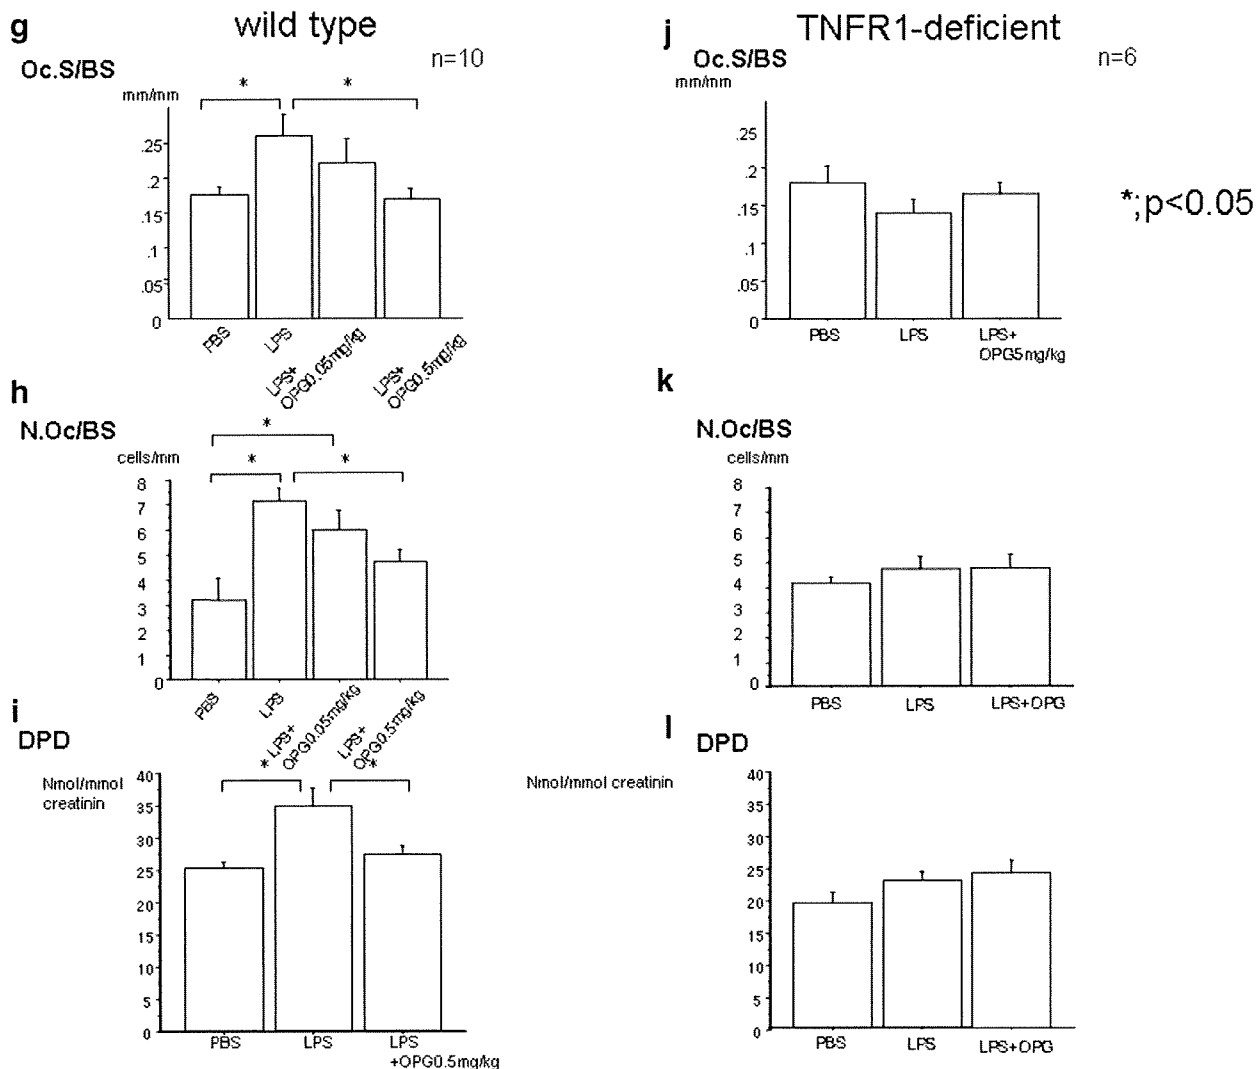 g
wild type
n=10
Oc.S/BS
mm/mm
*
*
.25
.2
.15
.1
.05
0
PBS
LPS
LPS+
OPG0.05mg/kg
LPS+
OPG0.5mg/kg
j
TNFR1-deficient
n=6
Oc.S/BS
mm/mm
.25
.2
.15
.1
.05
0
PBS
LPS
LPS+
OPG5mg/kg
*;p<0.05
h
N.Oc/BS
cells/mm
*
*
*
8
7
6
5
4
3
2
1
0
PBS
LPS
LPS+
OPG0.05mg/kg
LPS+
OPG0.5mg/kg
k
N.Oc/BS
cells/mm
8
7
6
5
4
3
2
1
0
PBS
LPS
LPS+OPG
i
DPD
Nmol/mmol
creatinin
*
*
40
35
30
25
20
15
10
5
0
PBS
LPS
LPS
+OPG0.5mg/kg
l
DPD
Nmol/mmol creatinin
40
35
30
25
20
15
10
5
0
PBS
LPS
LPS+OPG